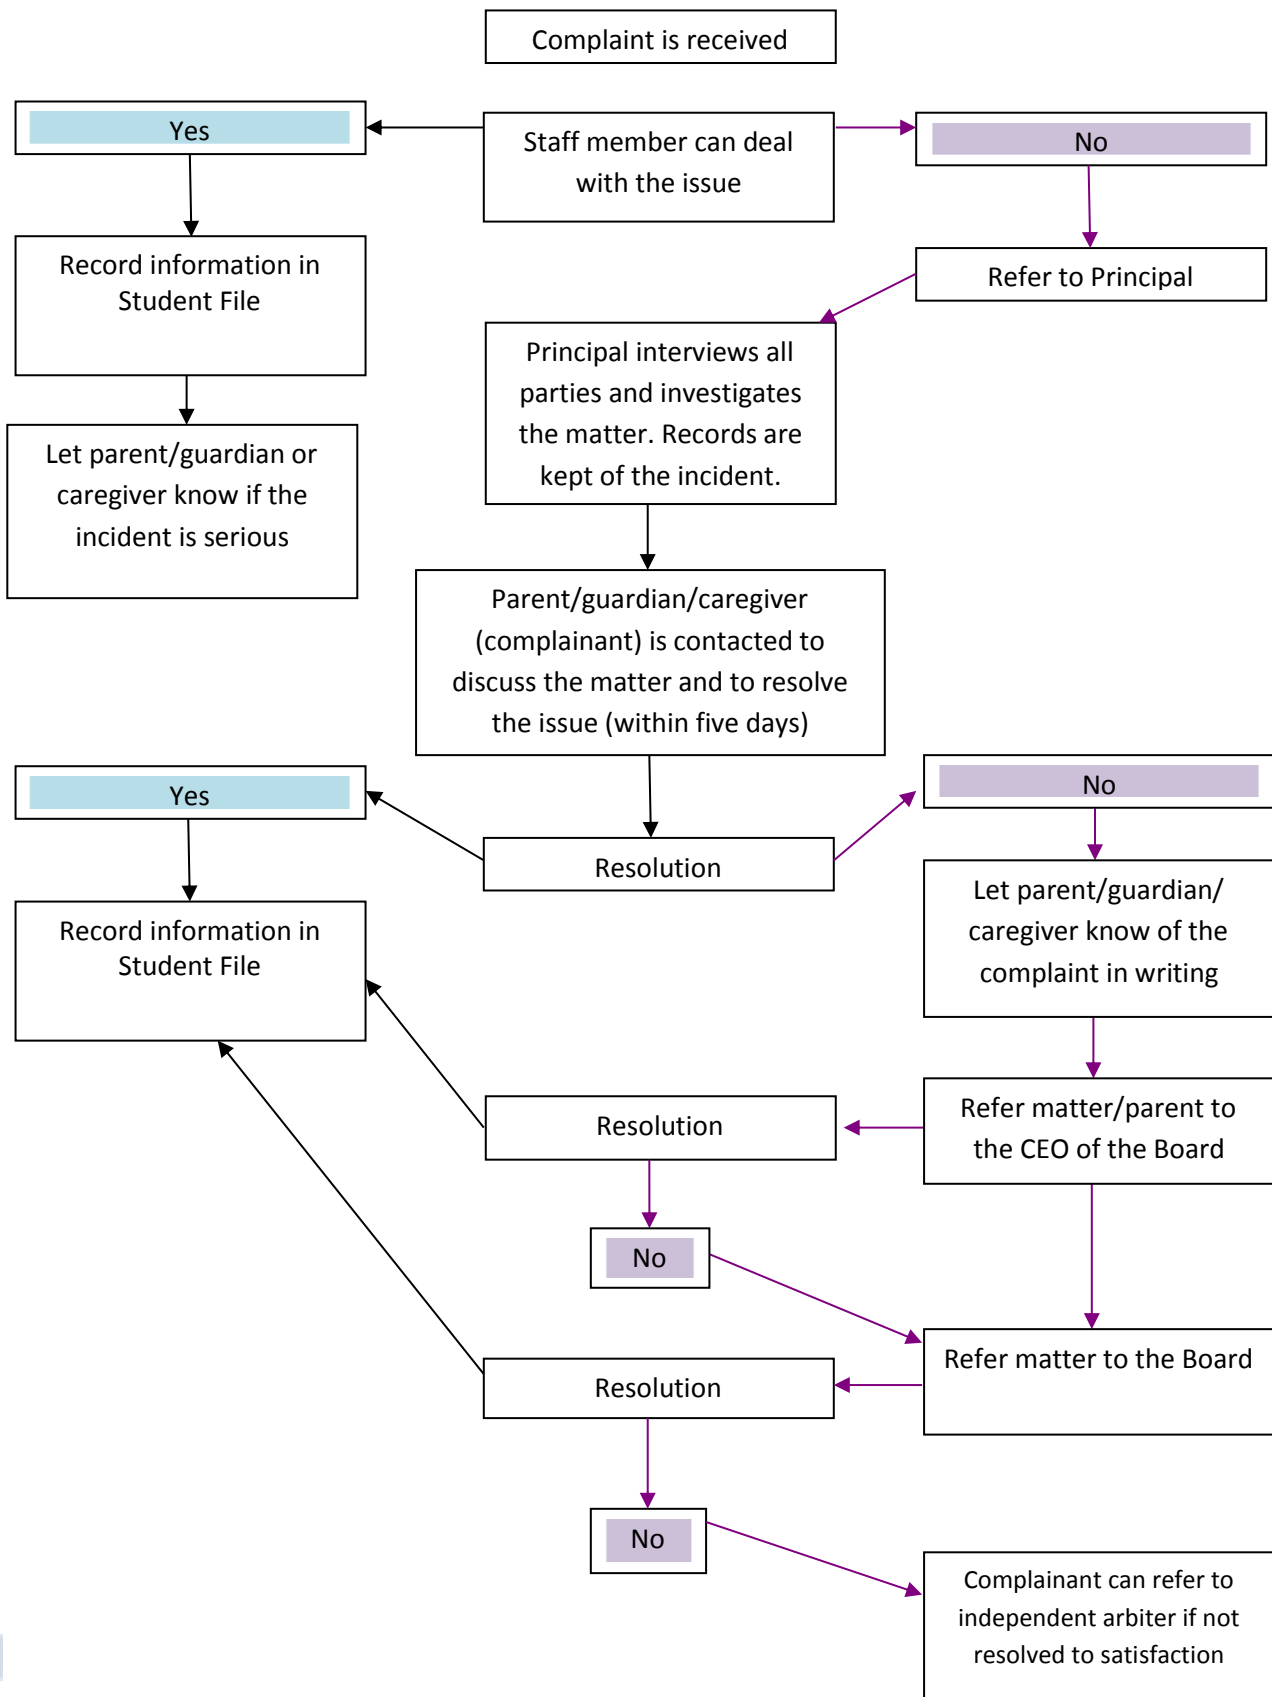 Complaint is received
Yes
Staff member can deal
with the issue
No
Record information in
Student File
Refer to Principal
Let parent/guardian or
caregiver know if the
incident is serious
Principal interviews all
parties and investigates
the matter. Records are
kept of the incident.
Parent/guardian/caregiver
(complainant) is contacted to
discuss the matter and to resolve
the issue (within five days)
Yes
Resolution
No
Record information in
Student File
Let parent/guardian/
caregiver know of the
complaint in writing
Resolution
Refer matter/parent to
the CEO of the Board
No
Resolution
Refer matter to the Board
No
Complainant can refer to
independent arbiter if not
resolved to satisfaction